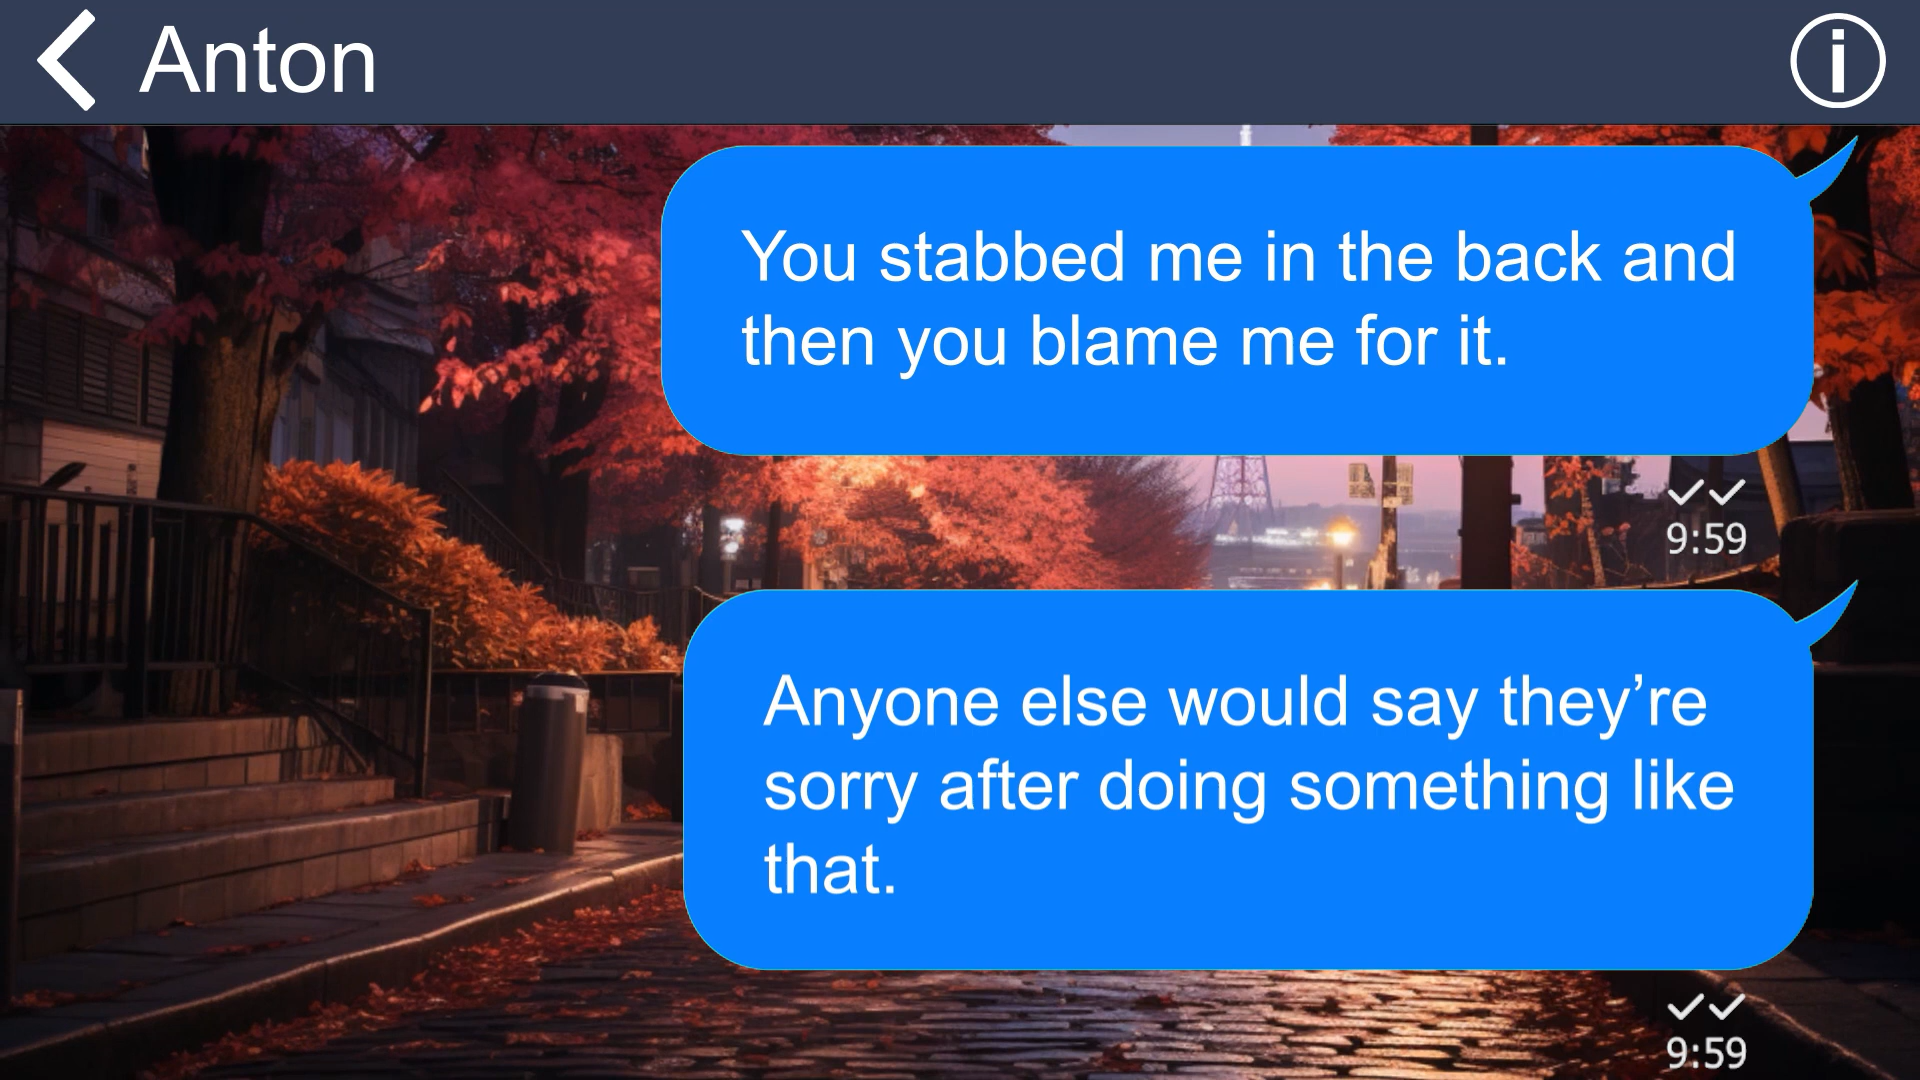 Anton
You stabbed me in the back and
then you blame me for it.
9:59
Anyone else would say they’re
sorry after doing something like
that.
9:59